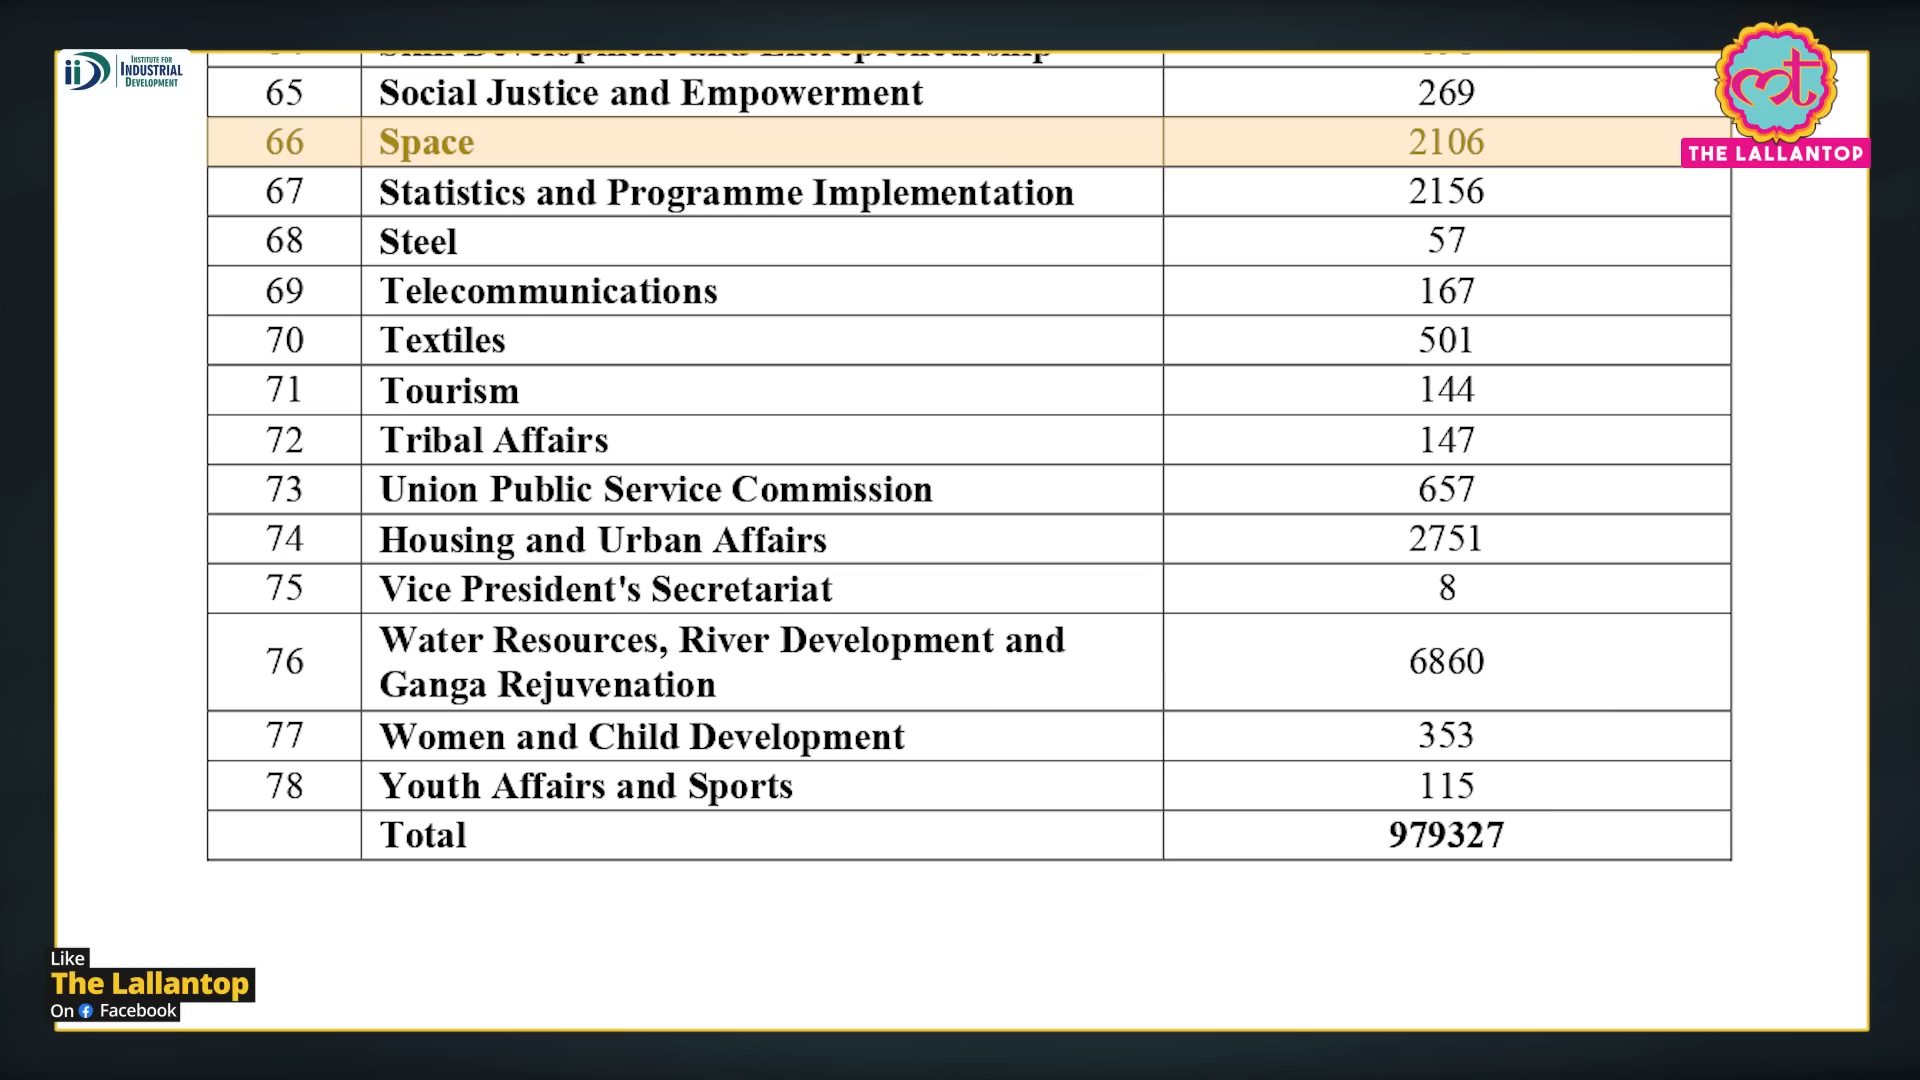 INSTITUTE FOR
INDUSTRIAL
DEVELOPMENT
THE LALLANTOP
Skill Development and Entrepreneurship
65 Social Justice and Empowerment 269
66 Space 2106
67 Statistics and Programme Implementation 2156
68 Steel 57
69 Telecommunications 167
70 Textiles 501
71 Tourism 144
72 Tribal Affairs 147
73 Union Public Service Commission 657
74 Housing and Urban Affairs 2751
75 Vice President's Secretariat 8
76 Water Resources, River Development and
Ganga Rejuvenation 6860
77 Women and Child Development 353
78 Youth Affairs and Sports 115
Total 979327
Like
The Lallantop
On Facebook